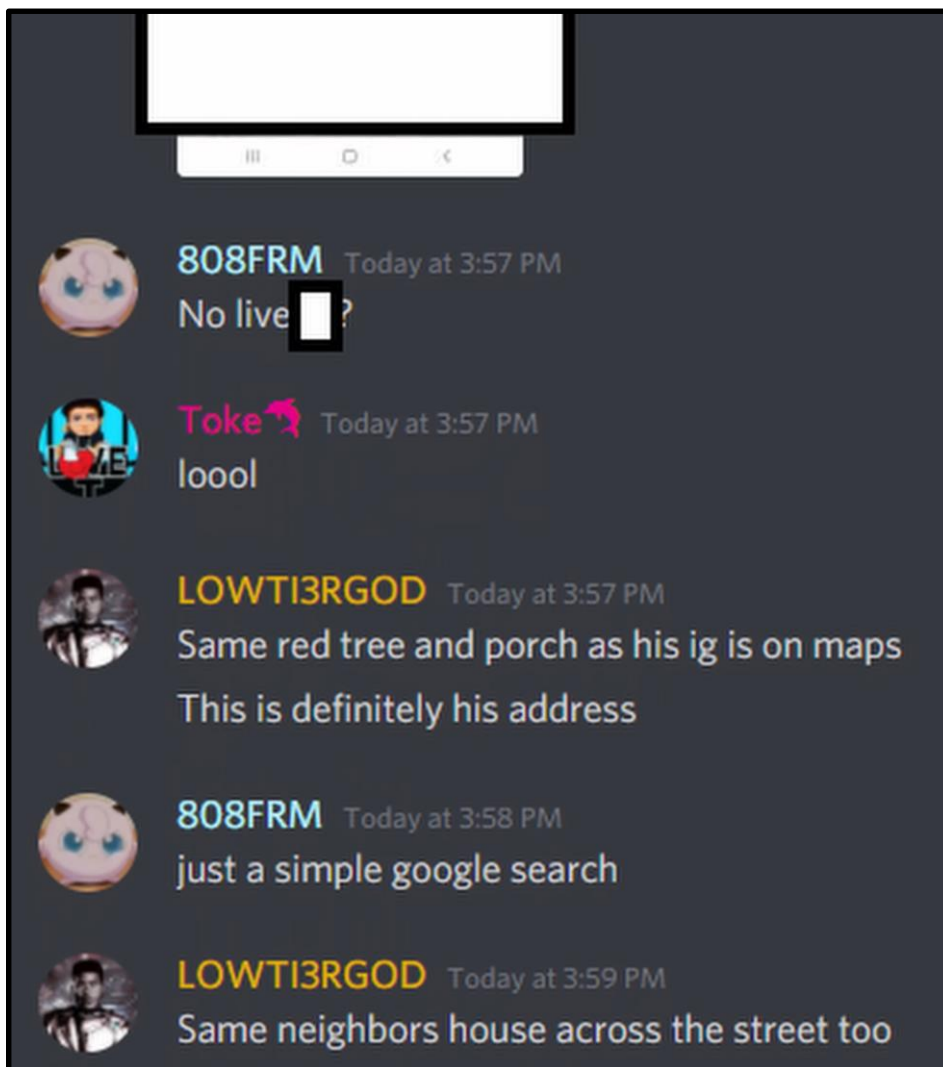 808FRM Today at 3:57 PM
No live ?
Toke Today at 3:57 PM
loool
LOWTI3RGOD Today at 3:57 PM
Same red tree and porch as his ig is on maps
This is definitely his address
808FRM Today at 3:58 PM
just a simple google search
LOWTI3RGOD Today at 3:59 PM
Same neighbors house across the street too